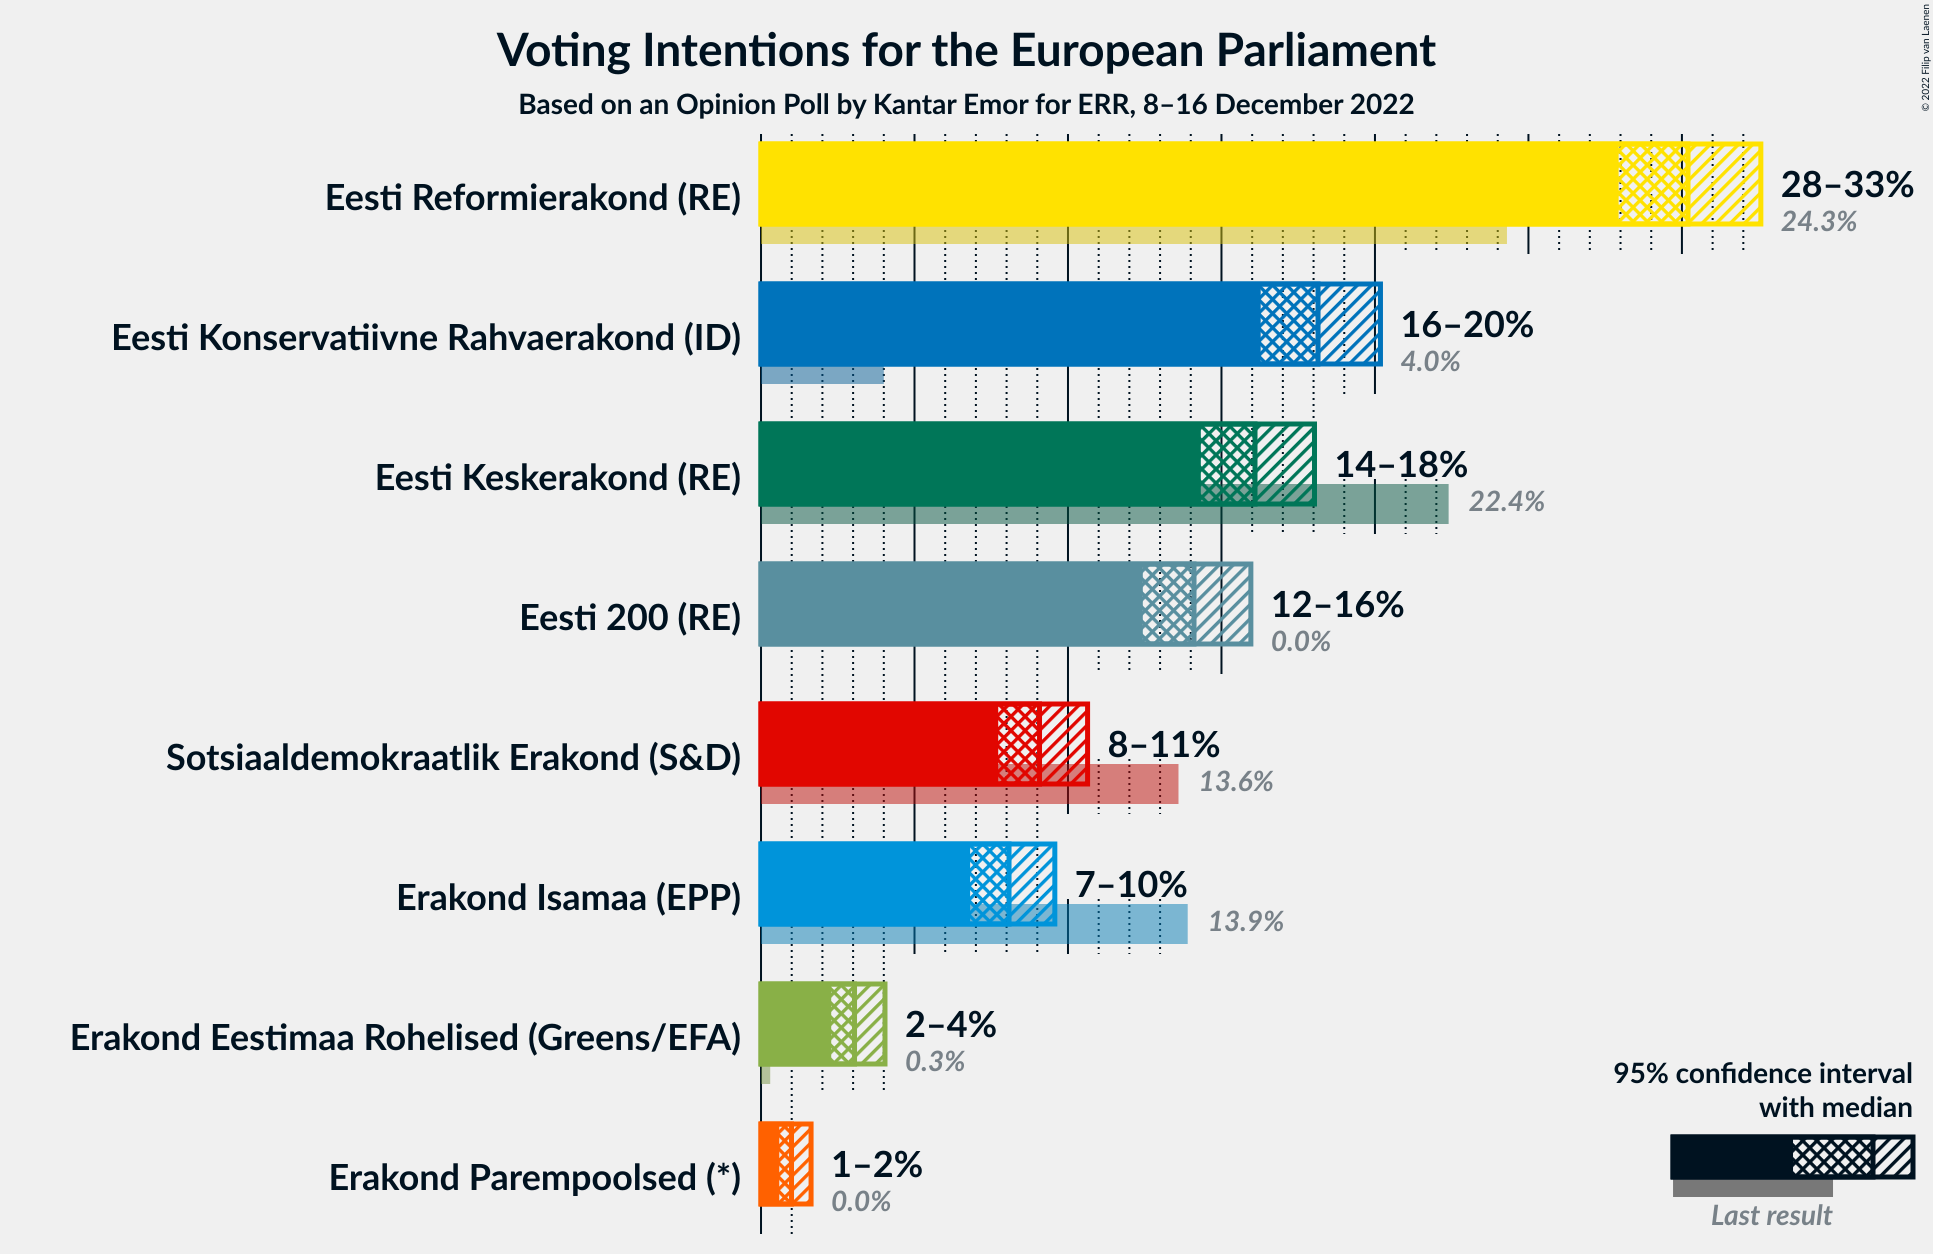 Voting Intentions for the European Parliament
Based on an Opinion Poll by Kantar Emor for ERR, 8–16 December 2022
© 2022 Filip van Laenen
Eesti Reformierakond (RE)
28–33%
24.3%
Eesti Konservatiivne Rahvaerakond (ID)
16–20%
4.0%
Eesti Keskerakond (RE)
14–18%
22.4%
Eesti 200 (RE)
12–16%
0.0%
Sotsiaaldemokraatlik Erakond (S&D)
8–11%
13.6%
Erakond Isamaa (EPP)
7–10%
13.9%
Erakond Eestimaa Rohelised (Greens/EFA)
2–4%
0.3%
Erakond Parempoolsed (*)
1–2%
0.0%
95% confidence interval
with median
Last result